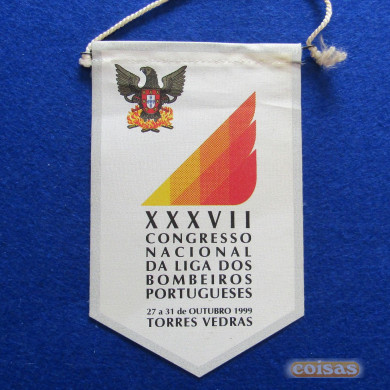 XXXVII
CONGRESSO
NACIONAL
DA LIGA DOS
BOMBEIROS
PORTUGUESES
27 a 31 de OUTUBRO 1999
TORRES VEDRAS
coisas